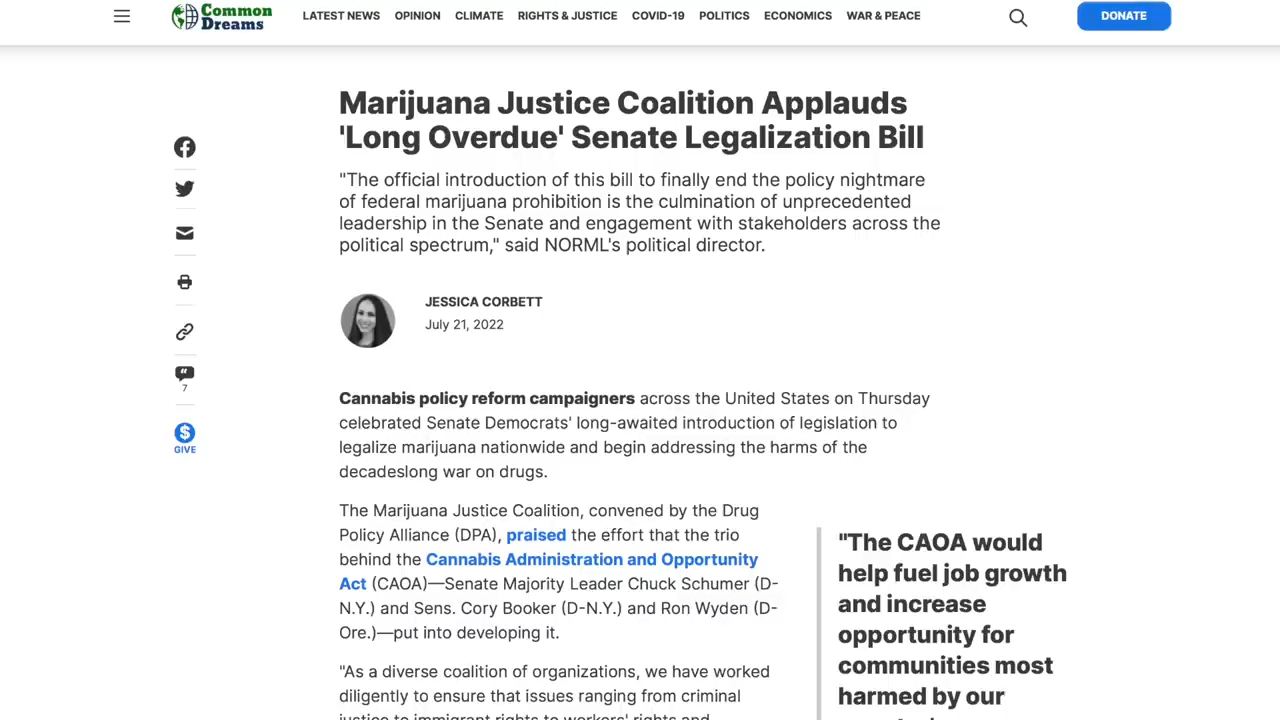 Common
Dreams
LATEST NEWS OPINION CLIMATE RIGHTS & JUSTICE COVID-19 POLITICS ECONOMICS WAR & PEACE
DONATE
Marijuana Justice Coalition Applauds
'Long Overdue' Senate Legalization Bill
"The official introduction of this bill to finally end the policy nightmare
of federal marijuana prohibition is the culmination of unprecedented
leadership in the Senate and engagement with stakeholders across the
political spectrum," said NORML's political director.
JESSICA CORBETT
July 21, 2022
7
GIVE
Cannabis policy reform campaigners across the United States on Thursday
celebrated Senate Democrats' long-awaited introduction of legislation to
legalize marijuana nationwide and begin addressing the harms of the
decadeslong war on drugs.
The Marijuana Justice Coalition, convened by the Drug
Policy Alliance (DPA), praised the effort that the trio
behind the Cannabis Administration and Opportunity
Act (CAOA)—Senate Majority Leader Chuck Schumer (D-
N.Y.) and Sens. Cory Booker (D-N.Y.) and Ron Wyden (D-
Ore.)—put into developing it.
"As a diverse coalition of organizations, we have worked
diligently to ensure that issues ranging from criminal
justice to immigrant rights to workers' rights and
"The CAOA would
help fuel job growth
and increase
opportunity for
communities most
harmed by our